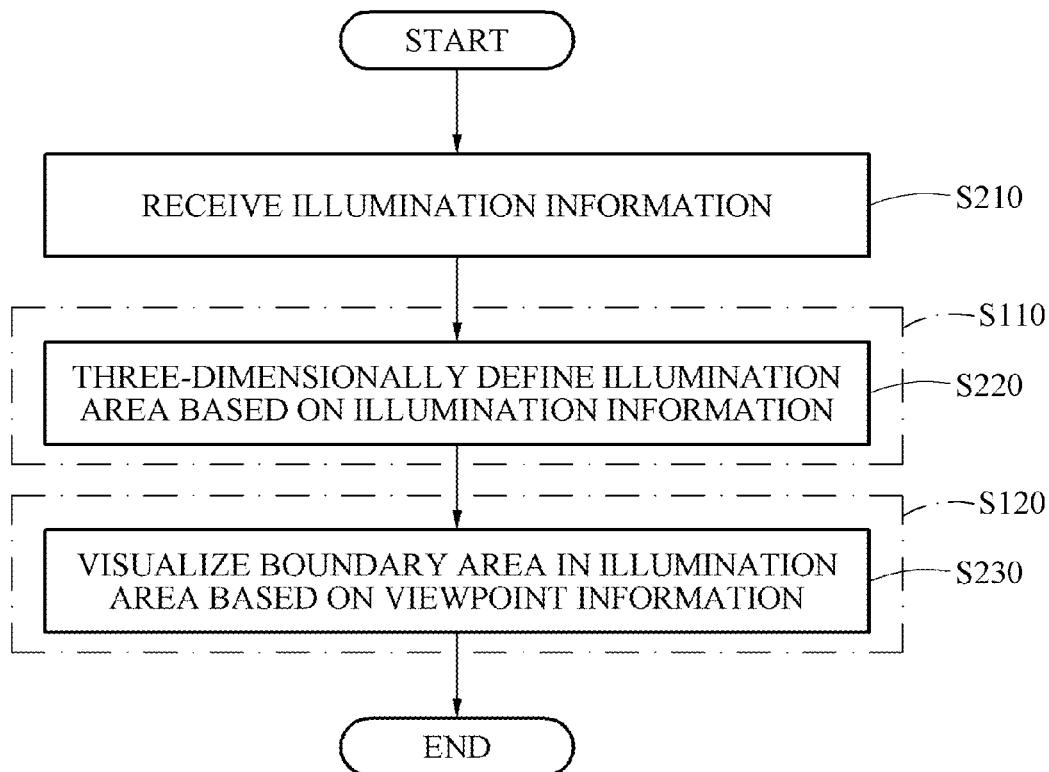 START
RECEIVE ILLUMINATION INFORMATION
S210
S110
THREE-DIMENSIONALLY DEFINE ILLUMINATION
AREA BASED ON ILLUMINATION INFORMATION
S220
S120
VISUALIZE BOUNDARY AREA IN ILLUMINATION
AREA BASED ON VIEWPOINT INFORMATION
S230
END